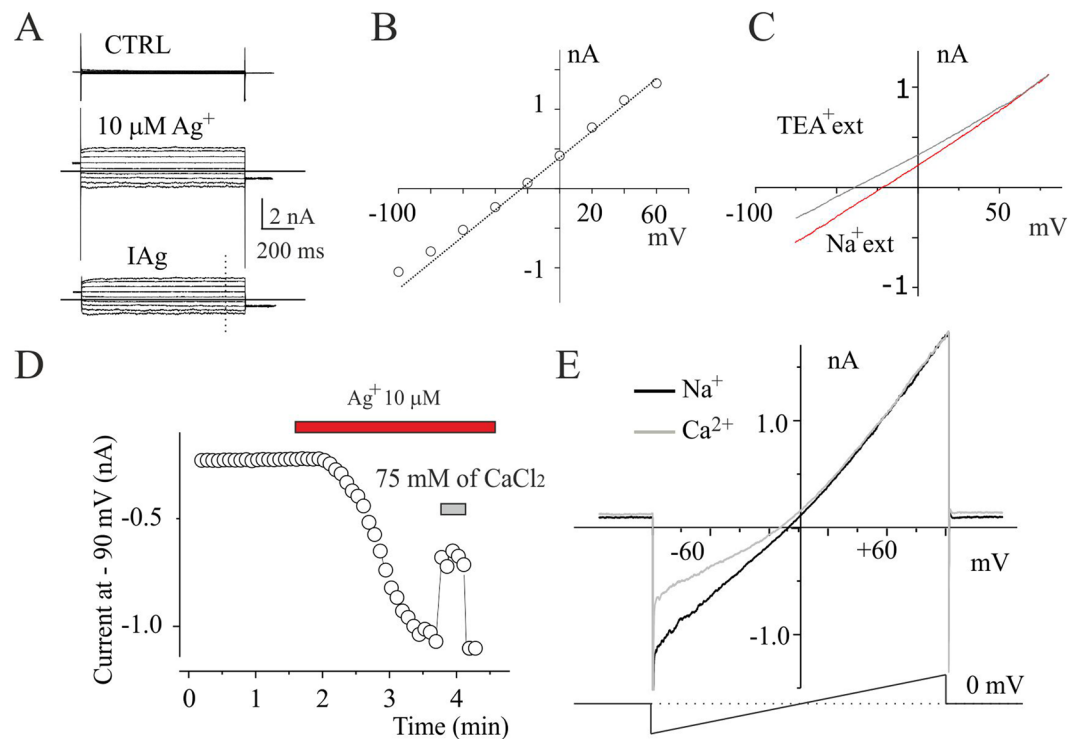 A
CTRL
10 μM Ag+
2 nA
200 ms
IAg
B
nA
1
-100
20
60
mV
-1
C
1
TEA+ext
-100
50
mV
Na+ext
-1
D
Ag+ 10 μM
75 mM of CaCl2
Current at - 90 mV (nA)
-0.5
-1.0
0
1
2
3
4
Time (min)
E
nA
Na+
Ca2+
1.0
-60
+60
mV
-1.0
0 mV